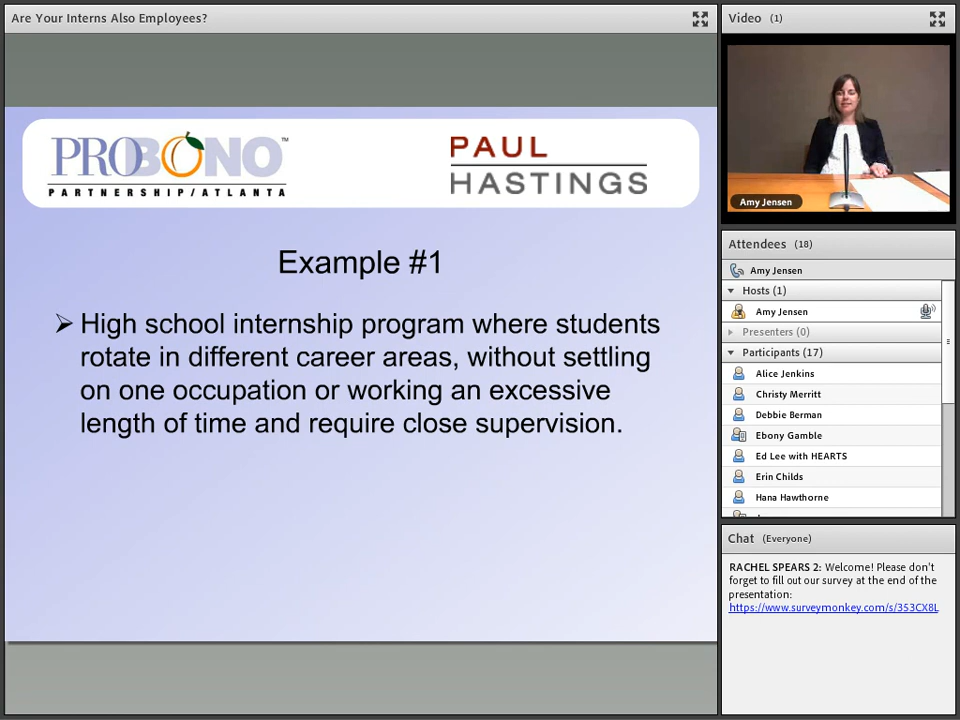 Are Your Interns Also Employees?
PROBONO™
PARTNERSHIP/ATLANTA
PAUL
HASTINGS
Example #1
➢ High school internship program where students
rotate in different career areas, without settling
on one occupation or working an excessive
length of time and require close supervision.
Video (1)
Amy Jensen
Attendees (18)
Amy Jensen
Hosts (1)
Amy Jensen
Presenters (0)
Participants (17)
Alice Jenkins
Christy Merritt
Debbie Berman
Ebony Gamble
Ed Lee with HEARTS
Erin Childs
Hana Hawthorne
Chat (Everyone)
RACHEL SPEARS 2: Welcome! Please don't
forget to fill out our survey at the end of the
presentation:
https://www.surveymonkey.com/s/353CX8L